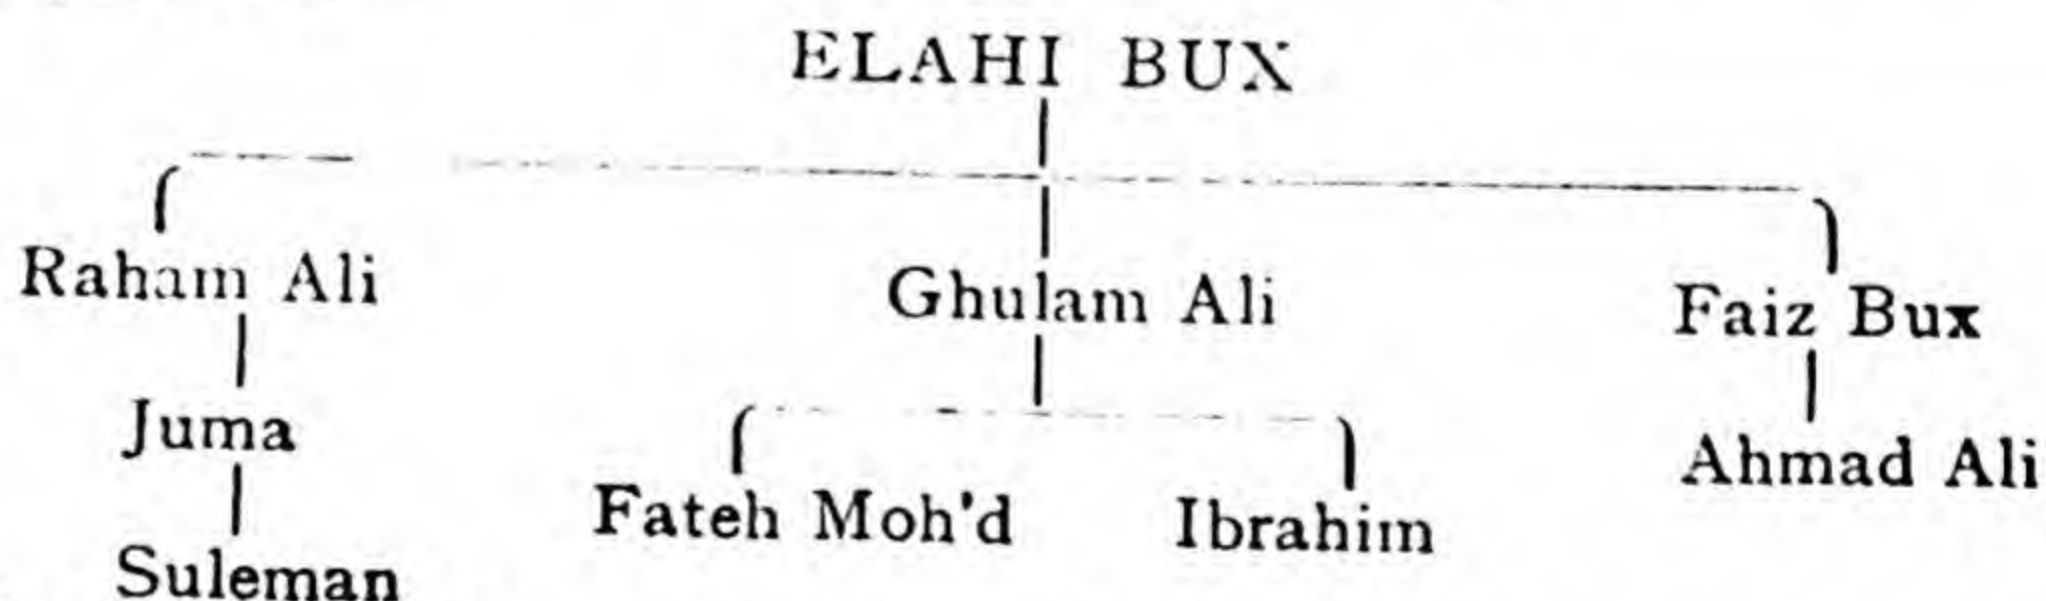 ELAHI BUX
Raham Ali Ghulam Ali Faiz Bux
Juma Ahmad Ali
Fateh Moh'd Ibrahim
Suleman